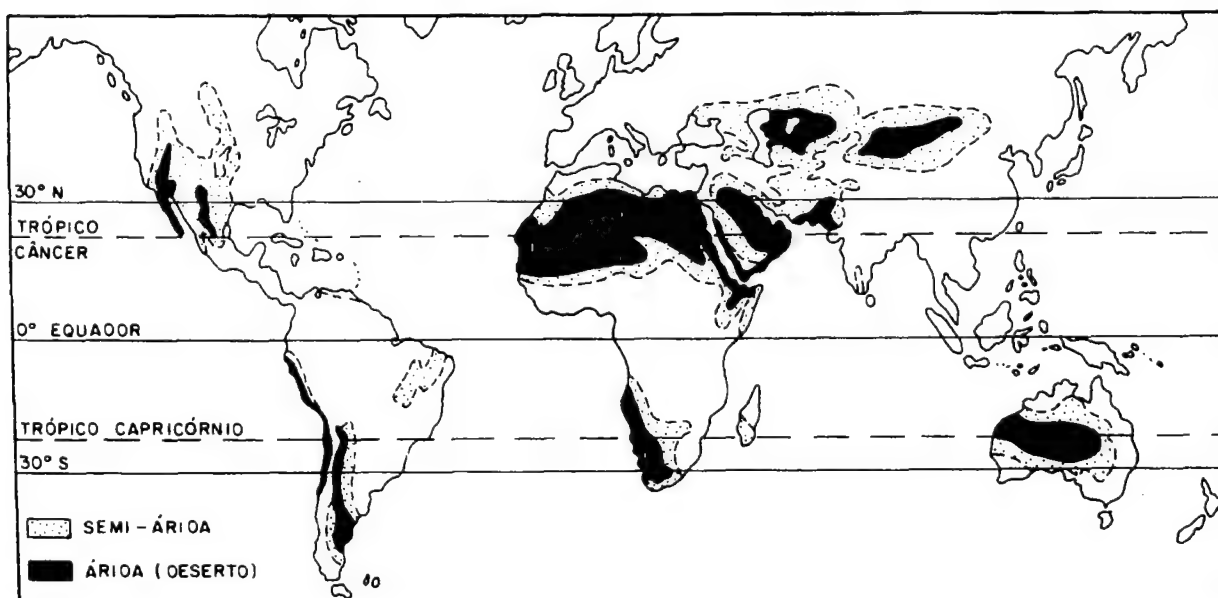 30° N
TRÓPICO
CÂNCER
0° EQUADOR
TRÓPICO CAPRICÓRNIO
30° S
SEMI-ÁRIDA
ÁRIDA (DESERTO)